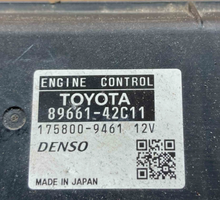 ENGINE CONTROL
TOYOTA
89661-42C11
175800-9461 12V
DENSO
MADE IN JAPAN